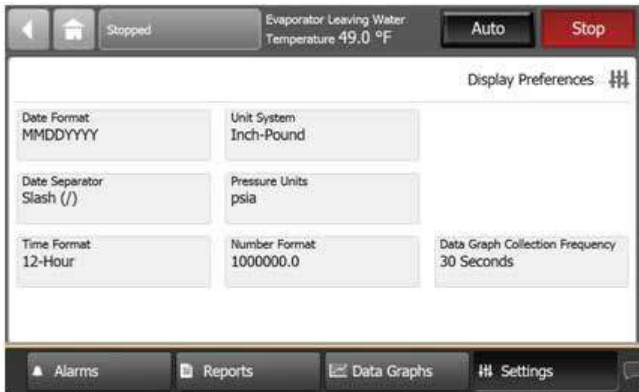 Stopped
Evaporator Leaving Water
Temperature 49.0 °F
Auto
Stop
Display Preferences
Date Format
MMDDYYYY
Unit System
Inch-Pound
Date Separator
Slash (/)
Pressure Units
psia
Time Format
12-Hour
Number Format
1000000.0
Data Graph Collection Frequency
30 Seconds
Alarms
Reports
Data Graphs
Settings